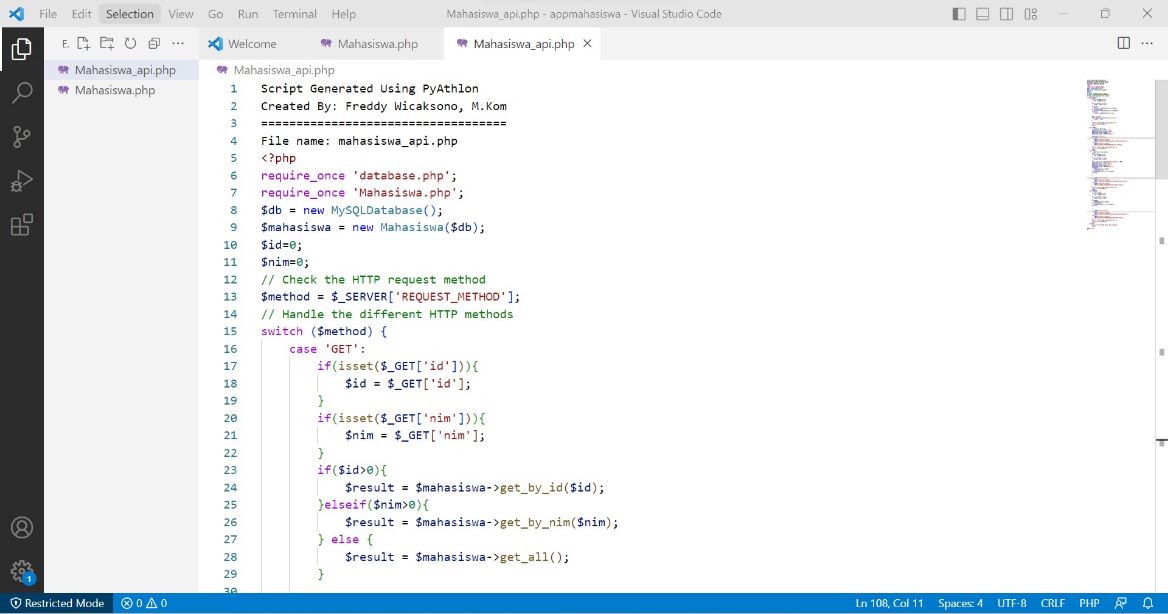 File Edit Selection View Go Run Terminal Help Mahasiswa_api.php - appmahasiswa - Visual Studio Code
E. ... Welcome Mahasiswa.php Mahasiswa_api.php
Mahasiswa_api.php Mahasiswa_api.php
Mahasiswa.php
1 Script Generated Using PyAthlon
2 Created By: Freddy Wicaksono, M.Kom
3 ===================================
4 File name: mahasiswa_api.php
5 <?php
6 require_once 'database.php';
7 require_once 'Mahasiswa.php';
8 $db = new MySQLDatabase();
9 $mahasiswa = new Mahasiswa($db);
10 $id=0;
11 $nim=0;
12 // Check the HTTP request method
13 $method = $_SERVER['REQUEST_METHOD'];
14 // Handle the different HTTP methods
15 switch ($method) {
16 case 'GET':
17 if(isset($_GET['id'])){
18 $id = $_GET['id'];
19 }
20 if(isset($_GET['nim'])){
21 $nim = $_GET['nim'];
22 }
23 if($id>0){
24 $result = $mahasiswa->get_by_id($id);
25 }elseif($nim>0){
26 $result = $mahasiswa->get_by_nim($nim);
27 } else {
28 $result = $mahasiswa->get_all();
29 }
30
1
Restricted Mode 0 0 Ln 108, Col 11 Spaces: 4 UTF-8 CRLF PHP